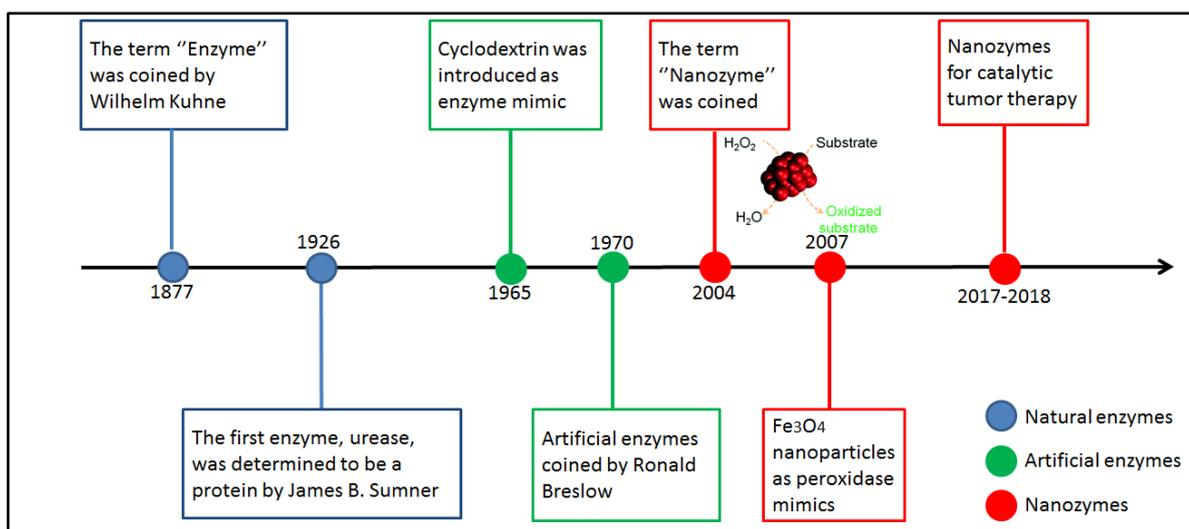 The term ‘‘Enzyme’’
was coined by
Wilhelm Kuhne
Cyclodextrin was
introduced as
enzyme mimic
The term
‘‘Nanozyme’’
was coined
Nanozymes
for catalytic
tumor therapy
H₂O₂
Substrate
H₂O
Oxidized
substrate
1926
1970
2007
1877
1965
2004
2017-2018
The first enzyme, urease,
was determined to be a
protein by James B. Sumner
Artificial enzymes
coined by Ronald
Breslow
Fe3O4
nanoparticles
as peroxidase
mimics
Natural enzymes
Artificial enzymes
Nanozymes